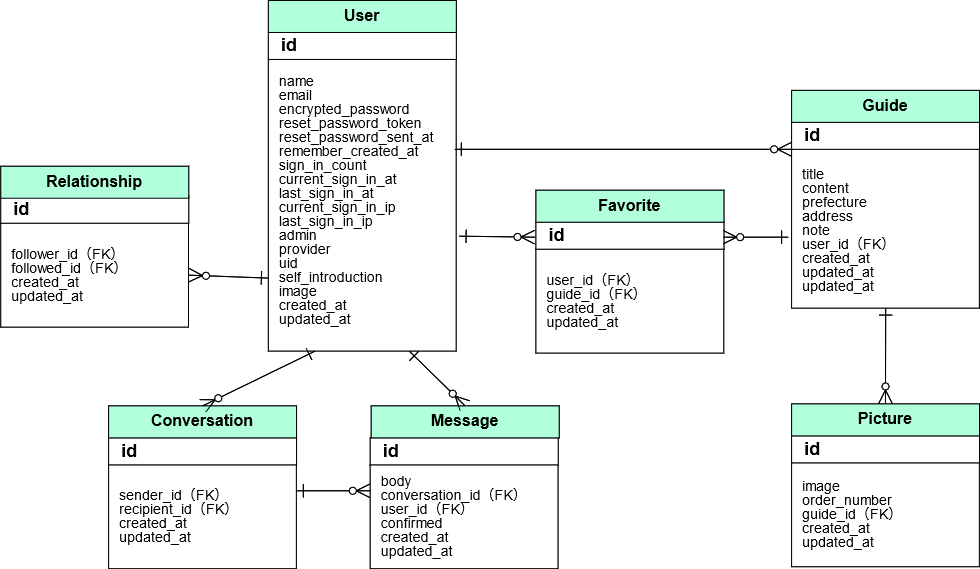 User
id
name
email
encrypted_password
reset_password_token
reset_password_sent_at
remember_created_at
sign_in_count
current_sign_in_at
last_sign_in_at
current_sign_in_ip
last_sign_in_ip
admin
provider
uid
self_introduction
image
created_at
updated_at
Guide
id
title
content
prefecture
address
note
user_id（FK）
created_at
updated_at
updated_at
Relationship
id
follower_id（FK）
followed_id（FK）
created_at
updated_at
Favorite
id
user_id（FK）
guide_id（FK）
created_at
updated_at
Conversation
id
sender_id（FK）
recipient_id（FK）
created_at
updated_at
Message
id
body
conversation_id（FK）
user_id（FK）
confirmed
created_at
updated_at
Picture
id
image
order_number
guide_id（FK）
created_at
updated_at